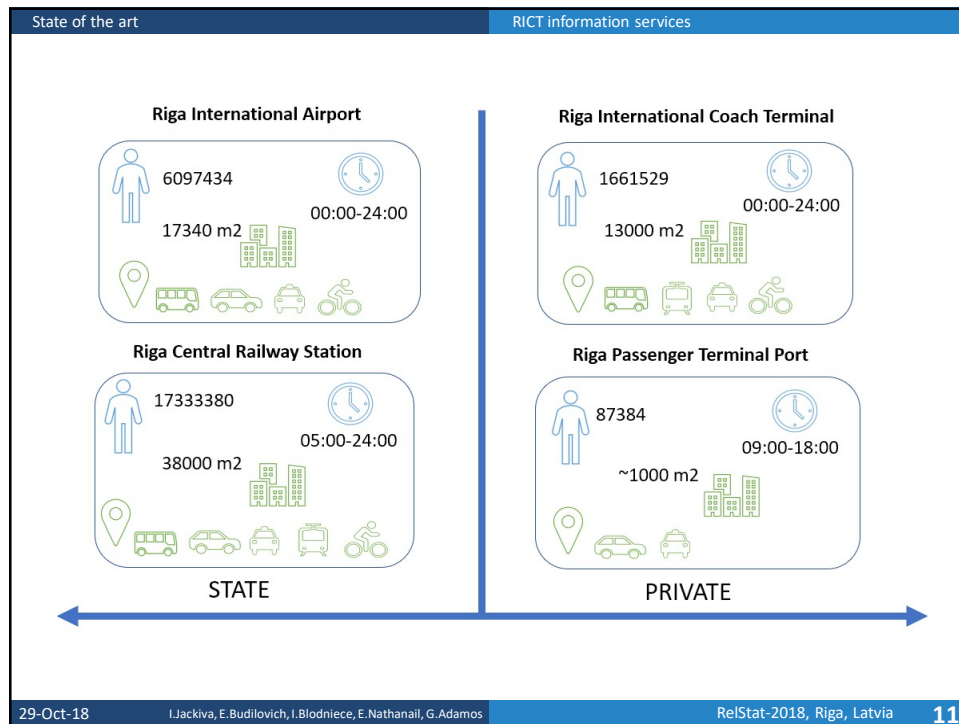 State of the art
RICT information services
Riga International Airport
6097434
00:00-24:00
17340 m2
Riga International Coach Terminal
1661529
00:00-24:00
13000 m2
Riga Central Railway Station
17333380
05:00-24:00
38000 m2
Riga Passenger Terminal Port
87384
09:00-18:00
~1000 m2
STATE
PRIVATE
29-Oct-18
I.Jackiva, E.Budilovich, I.Blodniece, E.Nathanail, G.Adamos
RelStat-2018, Riga, Latvia
11